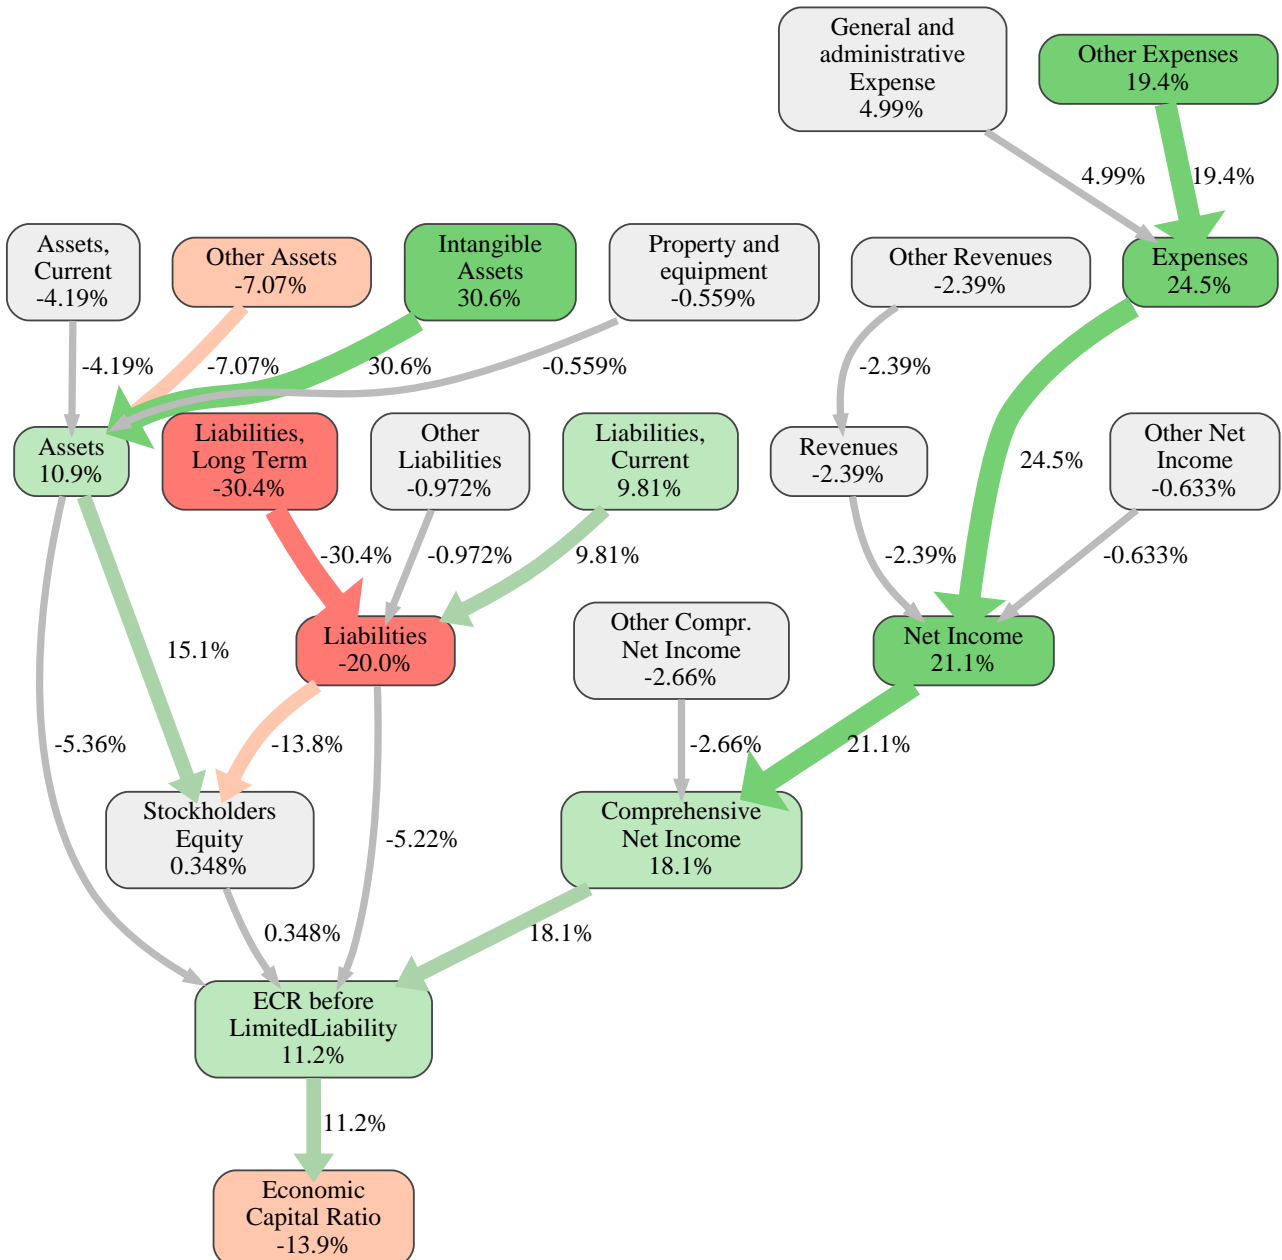 General and
administrative
Expense
4.99%
Other Expenses
19.4%
4.99%
19.4%
Assets,
Current
-4.19%
Other Assets
-7.07%
Intangible
Assets
30.6%
Property and
equipment
-0.559%
Other Revenues
-2.39%
Expenses
24.5%
-4.19%
-7.07%
30.6%
-0.559%
-2.39%
24.5%
Assets
10.9%
Liabilities,
Long Term
-30.4%
Other
Liabilities
-0.972%
Liabilities,
Current
9.81%
Revenues
-2.39%
Other Net
Income
-0.633%
-30.4%
-0.972%
9.81%
-2.39%
-0.633%
15.1%
Liabilities
-20.0%
Other Compr.
Net Income
-2.66%
Net Income
21.1%
-5.36%
-13.8%
-5.22%
-2.66%
21.1%
Stockholders
Equity
0.348%
Comprehensive
Net Income
18.1%
0.348%
18.1%
ECR before
LimitedLiability
11.2%
11.2%
Economic
Capital Ratio
-13.9%